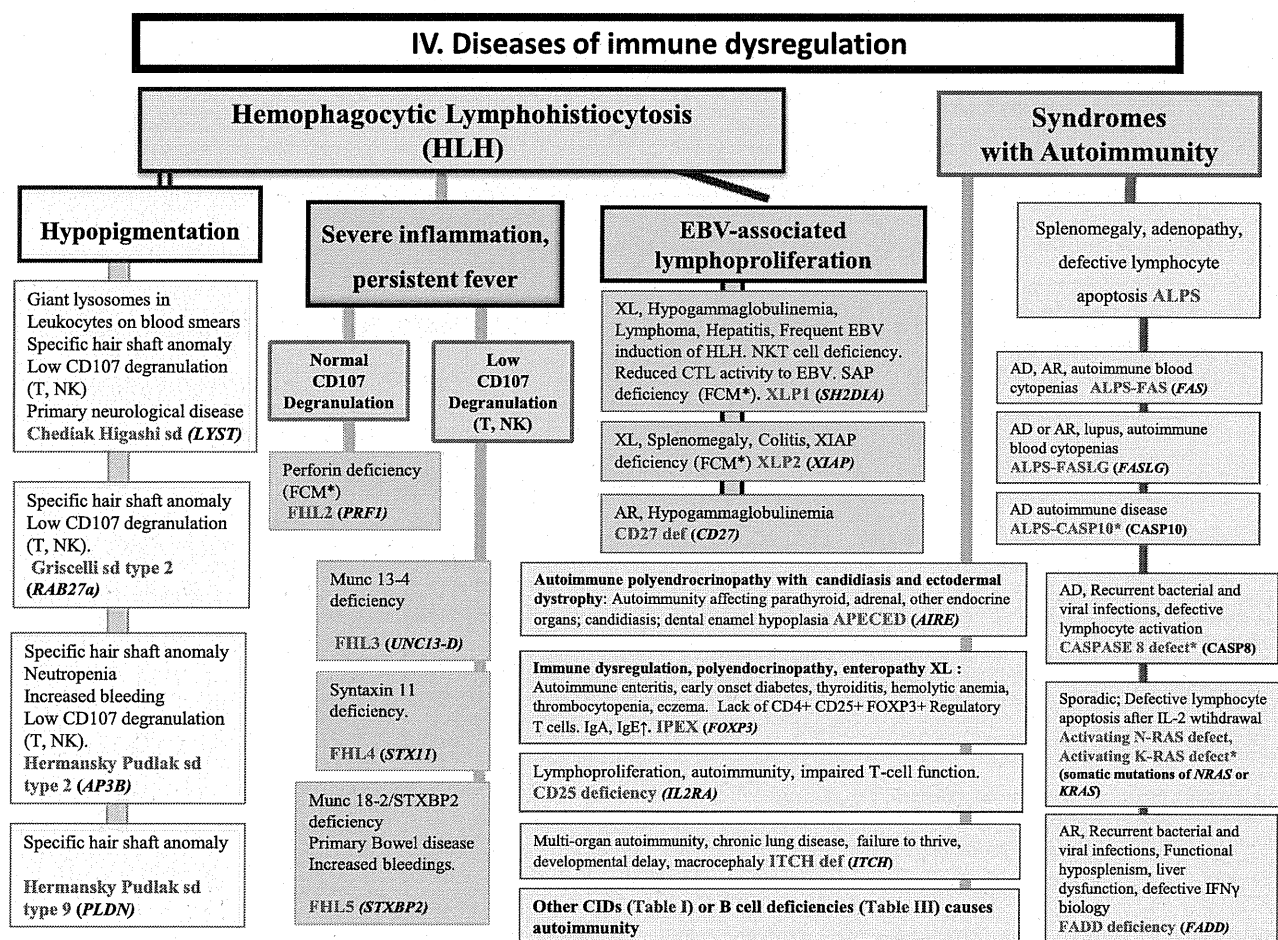 IV. Diseases of immune dysregulation
Hemophagocytic Lymphohistiocytosis
(HLH)
Hypopigmentation
Giant lysosomes in
Leukocytes on blood smears
Specific hair shaft anomaly
Low CD107 degranulation
(T, NK)
Primary neurological disease
Chediak Higashi sd (LYST)
Specific hair shaft anomaly
Low CD107 degranulation
(T, NK).
Griscelli sd type 2
(RAB27a)
Specific hair shaft anomaly
Neutropenia
Increased bleeding
Low CD107 degranulation
(T, NK).
Hermansky Pudlak sd
type 2 (AP3B)
Specific hair shaft anomaly
Hermansky Pudlak sd
type 9 (PLDN)
Severe inflammation,
persistent fever
Normal
CD107
Degranulation
Perforin deficiency
(FCM*)
FHL2 (PRF1)
Low
CD107
Degranulation
(T, NK)
Munc 13-4
deficiency
FHL3 (UNC13-D)
Syntaxin 11
deficiency.
FHL4 (STX11)
Munc 18-2/STXBP2
deficiency
Primary Bowel disease
Increased bleedings.
FHL5 (STXBP2)
EBV-associated
lymphoproliferation
XL, Hypogammaglobulinemia,
Lymphoma, Hepatitis, Frequent EBV
induction of HLH. NKT cell deficiency.
Reduced CTL activity to EBV. SAP
deficiency (FCM*). XLP1 (SH2D1A)
XL, Splenomegaly, Colitis, XIAP
deficiency (FCM*) XLP2 (XIAP)
AR, Hypogammaglobulinemia
CD27 def (CD27)
Syndromes
with Autoimmunity
Autoimmune polyendocrinopathy with candidiasis and ectodermal
dystrophy: Autoimmunity affecting parathyroid, adrenal, other endocrine
organs; candidiasis; dental enamel hypoplasia APECED (AIRE)
Immune dysregulation, polyendocrinopathy, enteropathy XL :
Autoimmune enteritis, early onset diabetes, thyroiditis, hemolytic anemia,
thrombocytopenia, eczema. Lack of CD4+ CD25+ FOXP3+ Regulatory
T cells. IgA, IgE↑. IPEX (FOXP3)
Lymphoproliferation, autoimmunity, impaired T-cell function.
CD25 deficiency (IL2RA)
Multi-organ autoimmunity, chronic lung disease, failure to thrive,
developmental delay, macrocephaly ITCH def (ITCH)
Other CIDs (Table I) or B cell deficiencies (Table III) causes
autoimmunity
Splenomegaly, adenopathy,
defective lymphocyte
apoptosis ALPS
AD, AR, autoimmune blood
cytopenias ALPS-FAS (FAS)
AD or AR, lupus, autoimmune
blood cytopenias
ALPS-FASLG (FASLG)
AD autoimmune disease
ALPS-CASP10* (CASP10)
AD, Recurrent bacterial and
viral infections, defective
lymphocyte activation
CASPASE 8 defect* (CASP8)
Sporadic; Defective lymphocyte
apoptosis after IL-2 wtihdrawal
Activating N-RAS defect,
Activating K-RAS defect*
(somatic mutations of NRAS or
KRAS)
AR, Recurrent bacterial and
viral infections, Functional
hyposplenism, liver
dysfunction, defective IFNγ
biology
FADD deficiency (FADD)